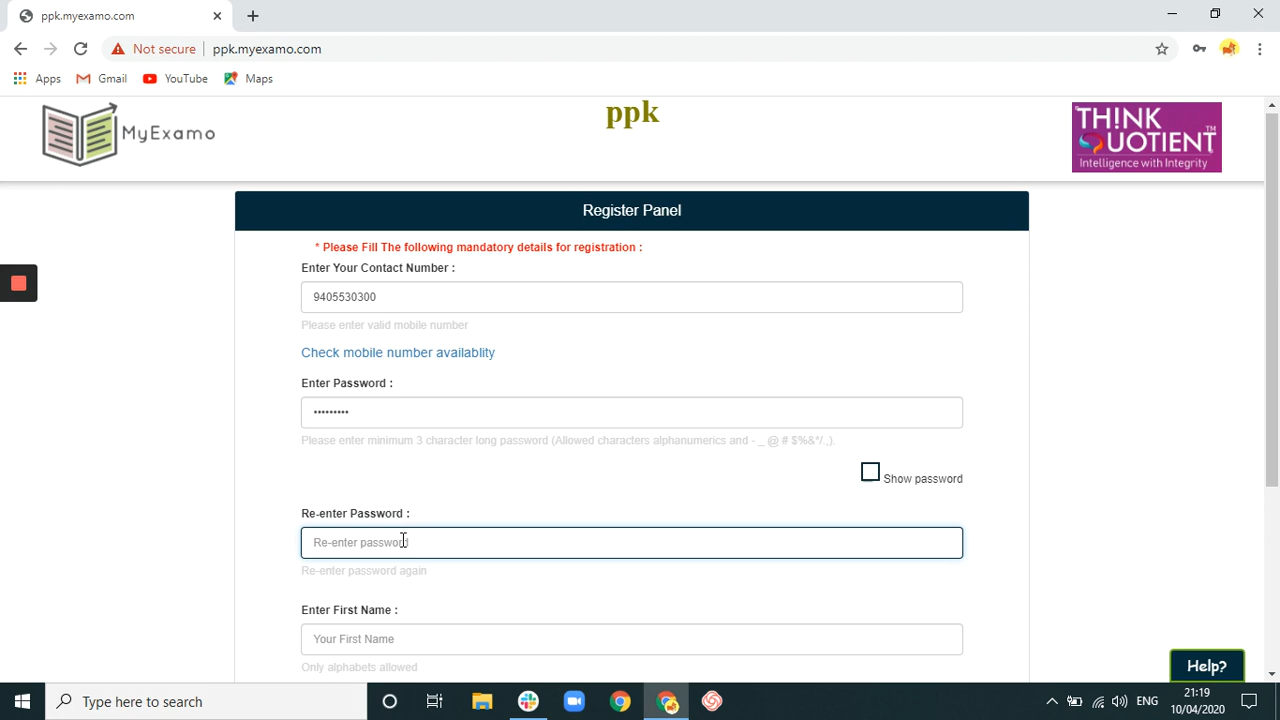 ppk.myexamo.com
Not secure ppk.myexamo.com
Apps Gmail YouTube Maps
MyExamo
ppk
TH!NK
QUOTIENT™
Intelligence with Integrity
Register Panel
* Please Fill The following mandatory details for registration :
Enter Your Contact Number :
9405530300
Please enter valid mobile number
Check mobile number availablity
Enter Password :
•••••••••
Please enter minimum 3 character long password (Allowed characters alphanumerics and - _ @ # $%&*/.,).
Show password
Re-enter Password :
Re-enter password
Re-enter password again
Enter First Name :
Your First Name
Only alphabets allowed
Help?
Type here to search
ENG
21:19
10/04/2020